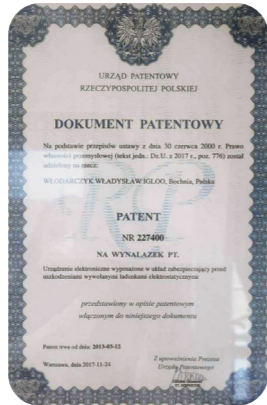 URZĄD PATENTOWY
RZECZYPOSPOLITEJ POLSKIEJ
DOKUMENT PATENTOWY
Na podstawie przepisów ustawy z dnia 30 czerwca 2000 r. Prawo
własności przemysłowej (tekst jedn.: Dz.U. z 2017 r., poz. 776) został
udzielony na rzecz:
WŁODARCZYK WŁADYSŁAW IGLOO, Bochnia, Polska
PATENT
NR 227400
NA WYNALAZEK PT.
Urządzenie elektroniczne wyposażone w układ zabezpieczający przed
uszkodzeniami wywołanymi ładunkami elektrostatycznymi
przedstawiony w opisie patentowym
włączonym do niniejszego dokumentu
Patent trwa od dnia: 2013-03-12
Warszawa, dnia 2017-11-24
Z upoważnienia Prezesa
Urzędu Patentowego